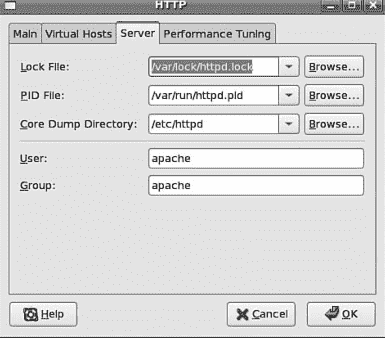 HTTP
Main Virtual Hosts Server Performance Tuning
Lock File: /var/lock/httpd.lock Browse...
PID File: /var/run/httpd.pid Browse...
Core Dump Directory: /etc/httpd Browse...
User: apache
Group: apache
Help Cancel OK